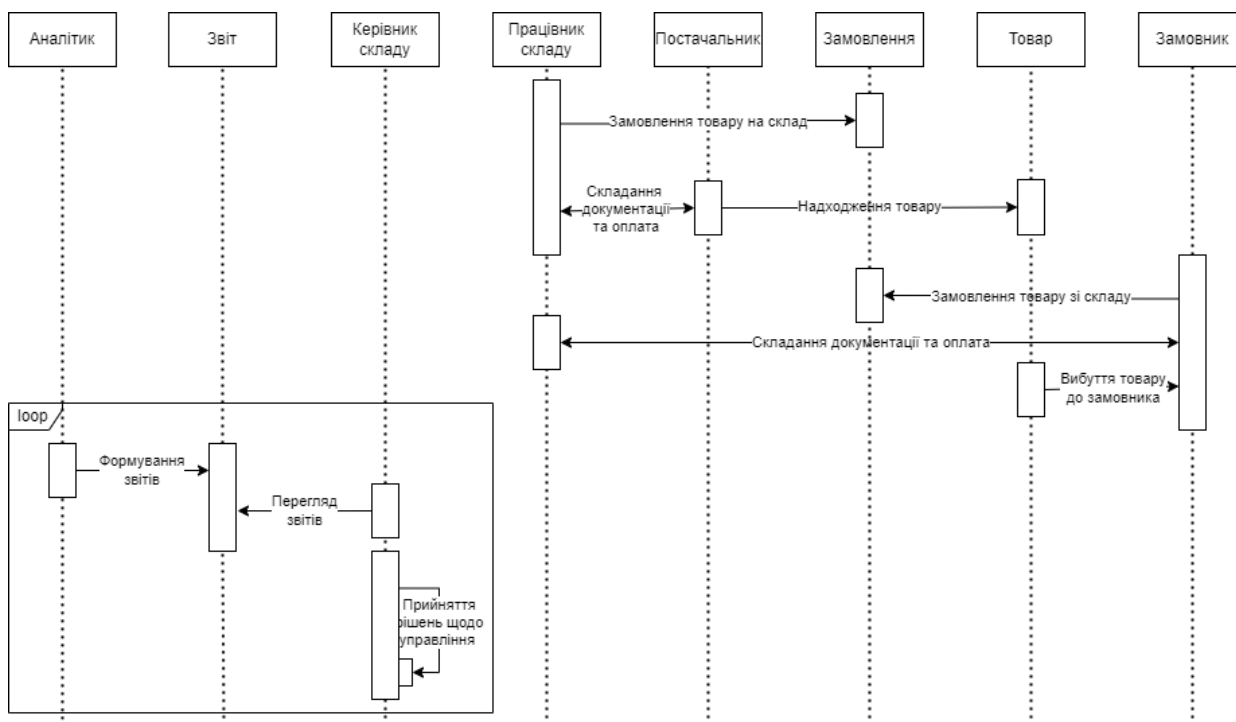 Аналітик
Звіт
Керівник
складу
Працівник
складу
Постачальник
Замовлення
Товар
Замовник
Замовлення товару на склад
Складання
документації
та оплата
Надходження товару
Замовлення товару зі складу
Складання документації та оплата
Вибуття товару
до замовника
loop
Формування
звітів
Перегляд
звітів
Прийняття
рішень щодо
управління